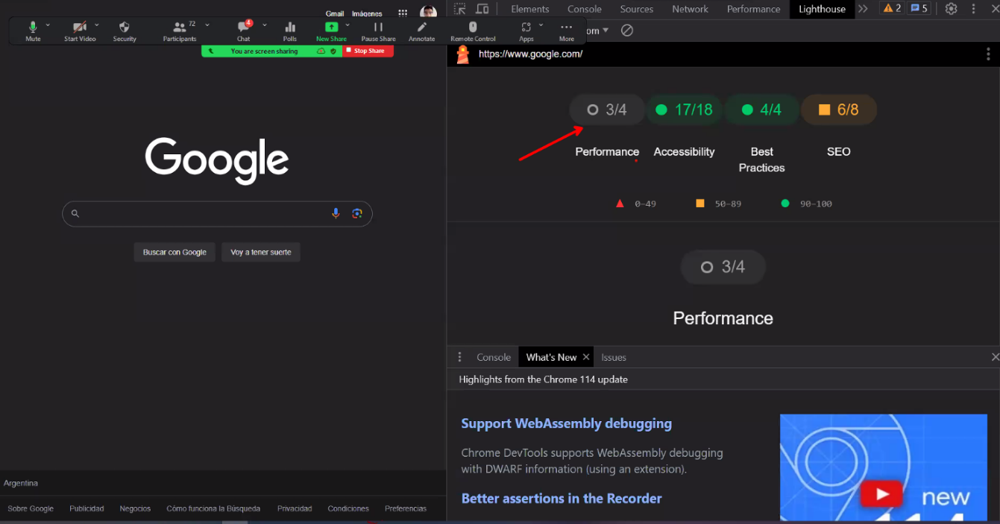 Gmail Imágenes
Mute
Start Video
Security
Participants 72
Chat 4
Polls
New Share
Pause Share
Annotate
Remote Control
Apps
More
You are screen sharing
Stop Share
Google
Buscar con Google
Voy a tener suerte
Argentina
Sobre Google Publicidad Negocios Cómo funciona la Búsqueda Privacidad Condiciones Preferencias
Elements Console Sources Network Performance Lighthouse 2 5
https://www.google.com/
3/4 17/18 4/4 6/8
Performance Accessibility Best SEO
Practices
0–49 50–89 90–100
3/4
Performance
Console What's New Issues
Highlights from the Chrome 114 update
Support WebAssembly debugging
Chrome DevTools supports WebAssembly debugging
with DWARF information (using an extension).
Better assertions in the Recorder
new